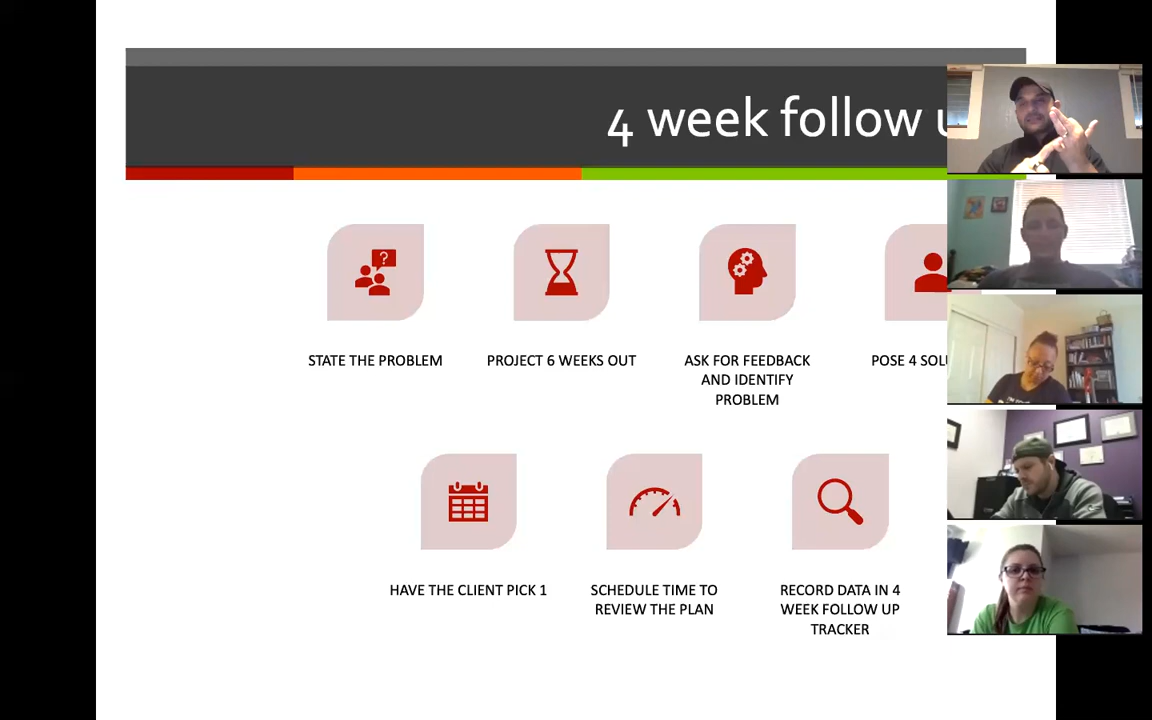 4 week follow
STATE THE PROBLEM
PROJECT 6 WEEKS OUT
ASK FOR FEEDBACK
AND IDENTIFY
PROBLEM
POSE 4
HAVE THE CLIENT PICK 1
SCHEDULE TIME TO
REVIEW THE PLAN
RECORD DATA IN 4
WEEK FOLLOW UP
TRACKER